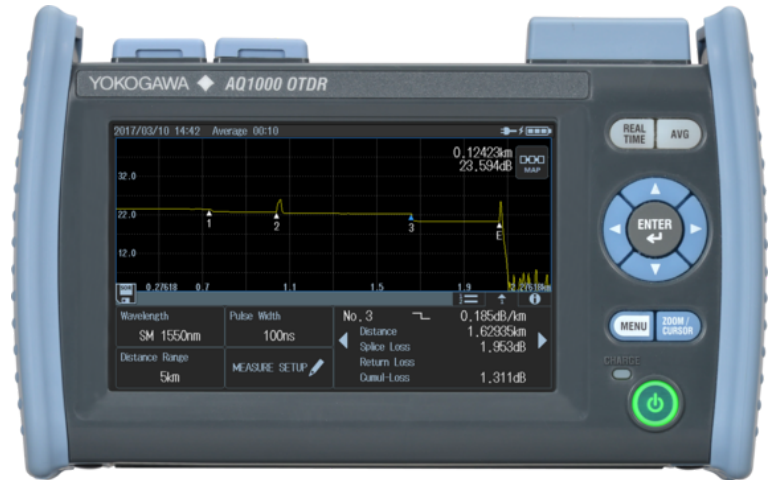 YOKOGAWA ◆ AQ1000 OTDR
2017/03/10 14:42 Average 00:10
0.12423km
23.594dB
MAP
32.0
22.0
12.0
1
2
3
E
0.27618 0.7 1.1 1.5 1.9 2.27618km
Wavelength
SM 1550nm
Pulse Width
100ns
Distance Range
5km
MEASURE SETUP
No.3 0.185dB/km
Distance 1.62935km
Splice Loss 1.953dB
Return Loss
Cumul-Loss 1.311dB
REAL TIME
AVG
ENTER
MENU
ZOOM / CURSOR
CHARGE